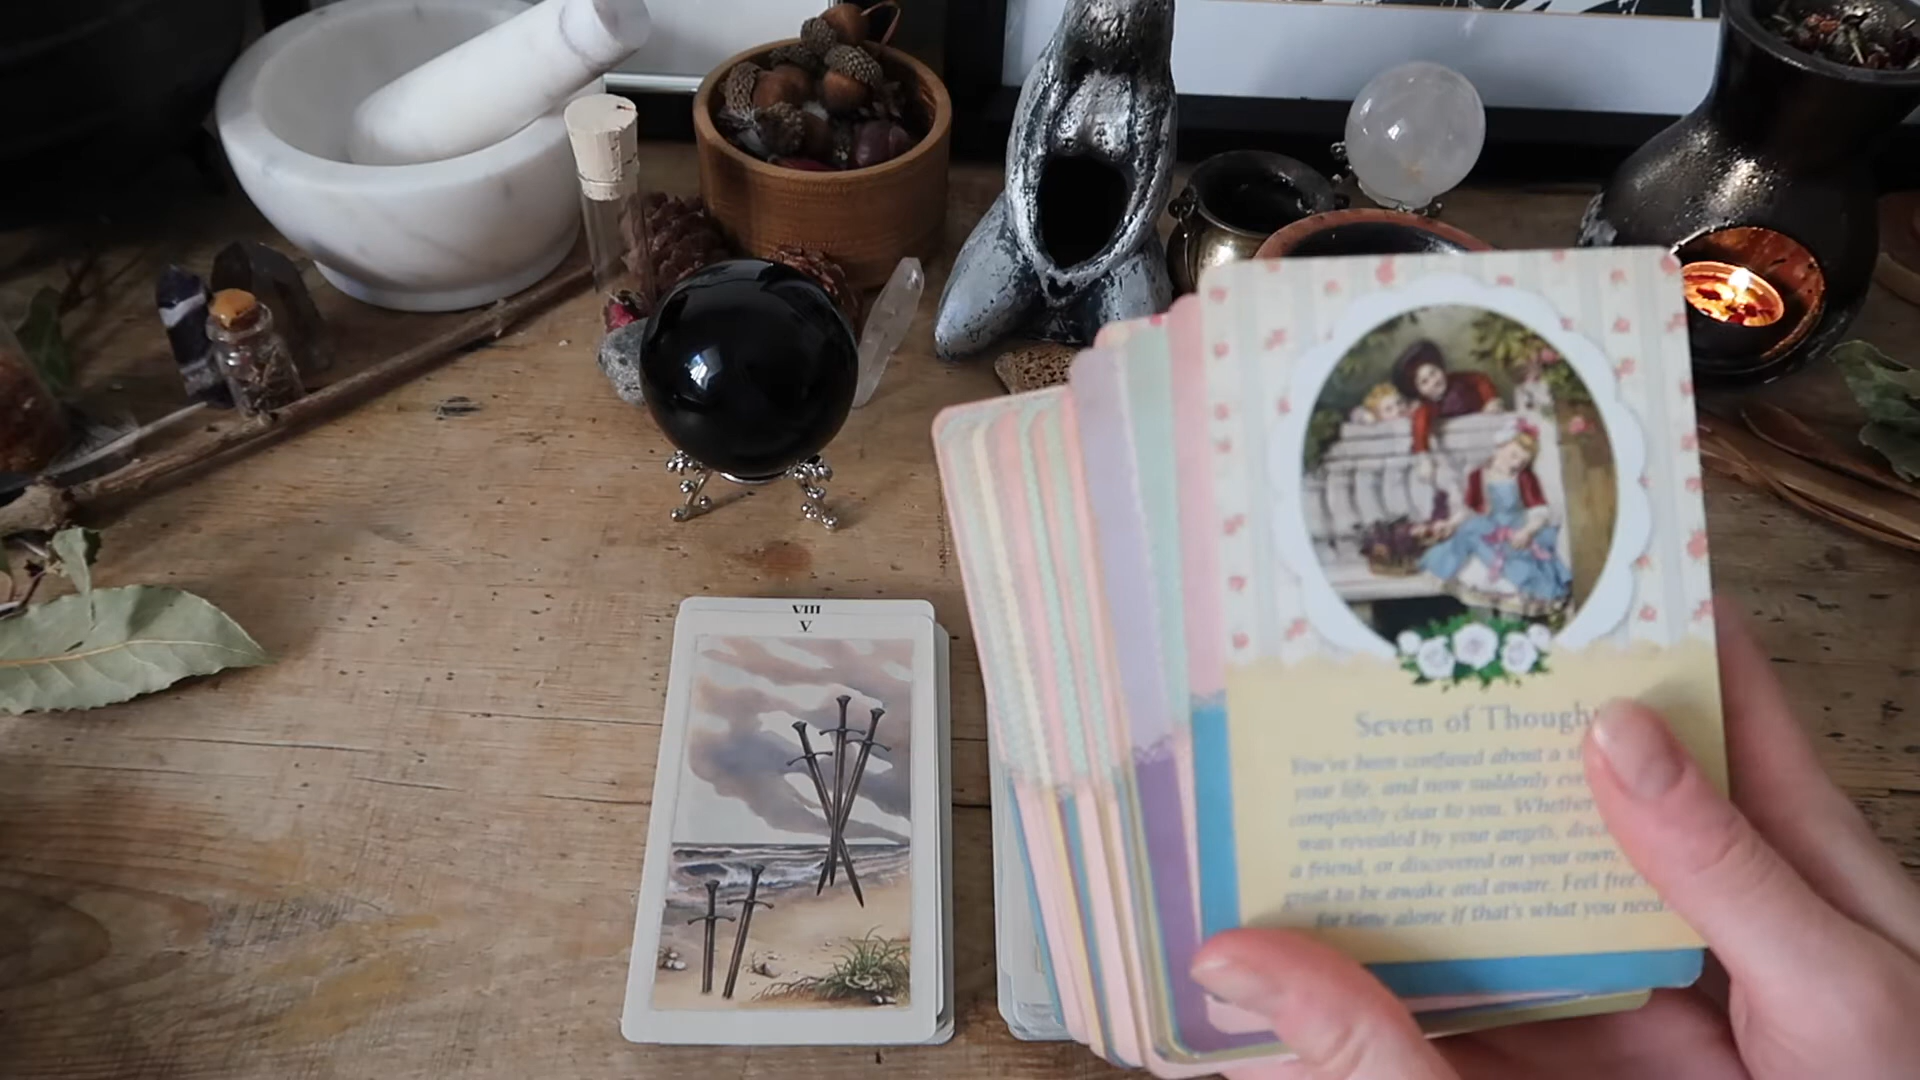 VIII
V
Seven of Though
You've been confused about a
your life, and now suddenly
completely clear to you. Whether
was revealed by your angels,
a friend, or discovered on your own,
great to be awake and aware. Feel free
for time alone if that's what you need.